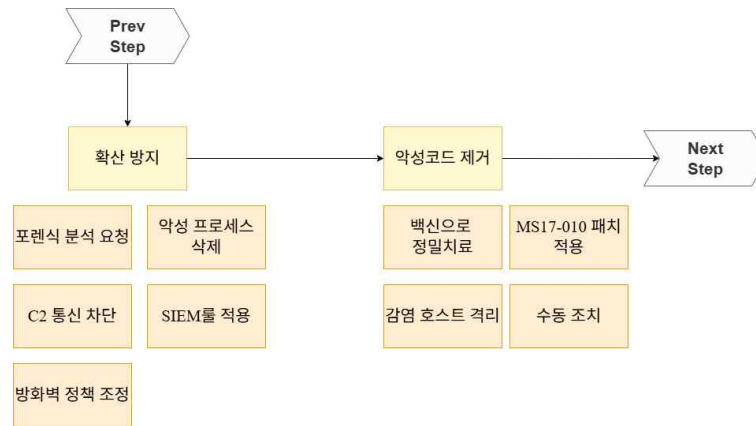 Prev
Step
확산 방지
악성코드 제거
Next
Step
포렌식 분석 요청
악성 프로세스
삭제
백신으로
정밀치료
MS17-010 패치
적용
C2 통신 차단
SIEM룰 적용
감염 호스트 격리
수동 조치
방화벽 정책 조정